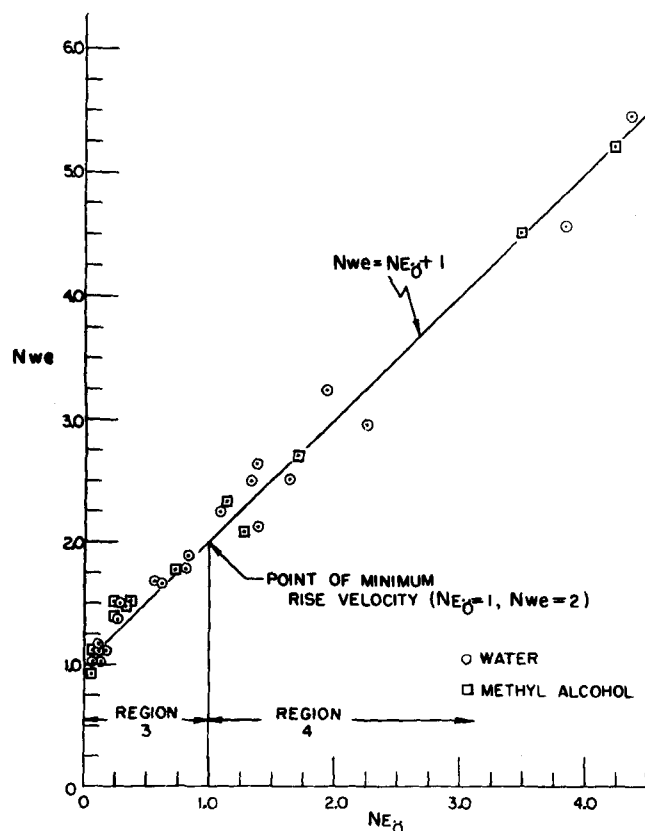 6.0
5.0
4.0
Nwe
3.0
2.0
1.0
0
Nwe=NEö+1
POINT OF MINIMUM
RISE VELOCITY (NEö=1, Nwe=2)
WATER
METHYL ALCOHOL
REGION
3
REGION
4
0
1.0
2.0
3.0
4.0
NEö